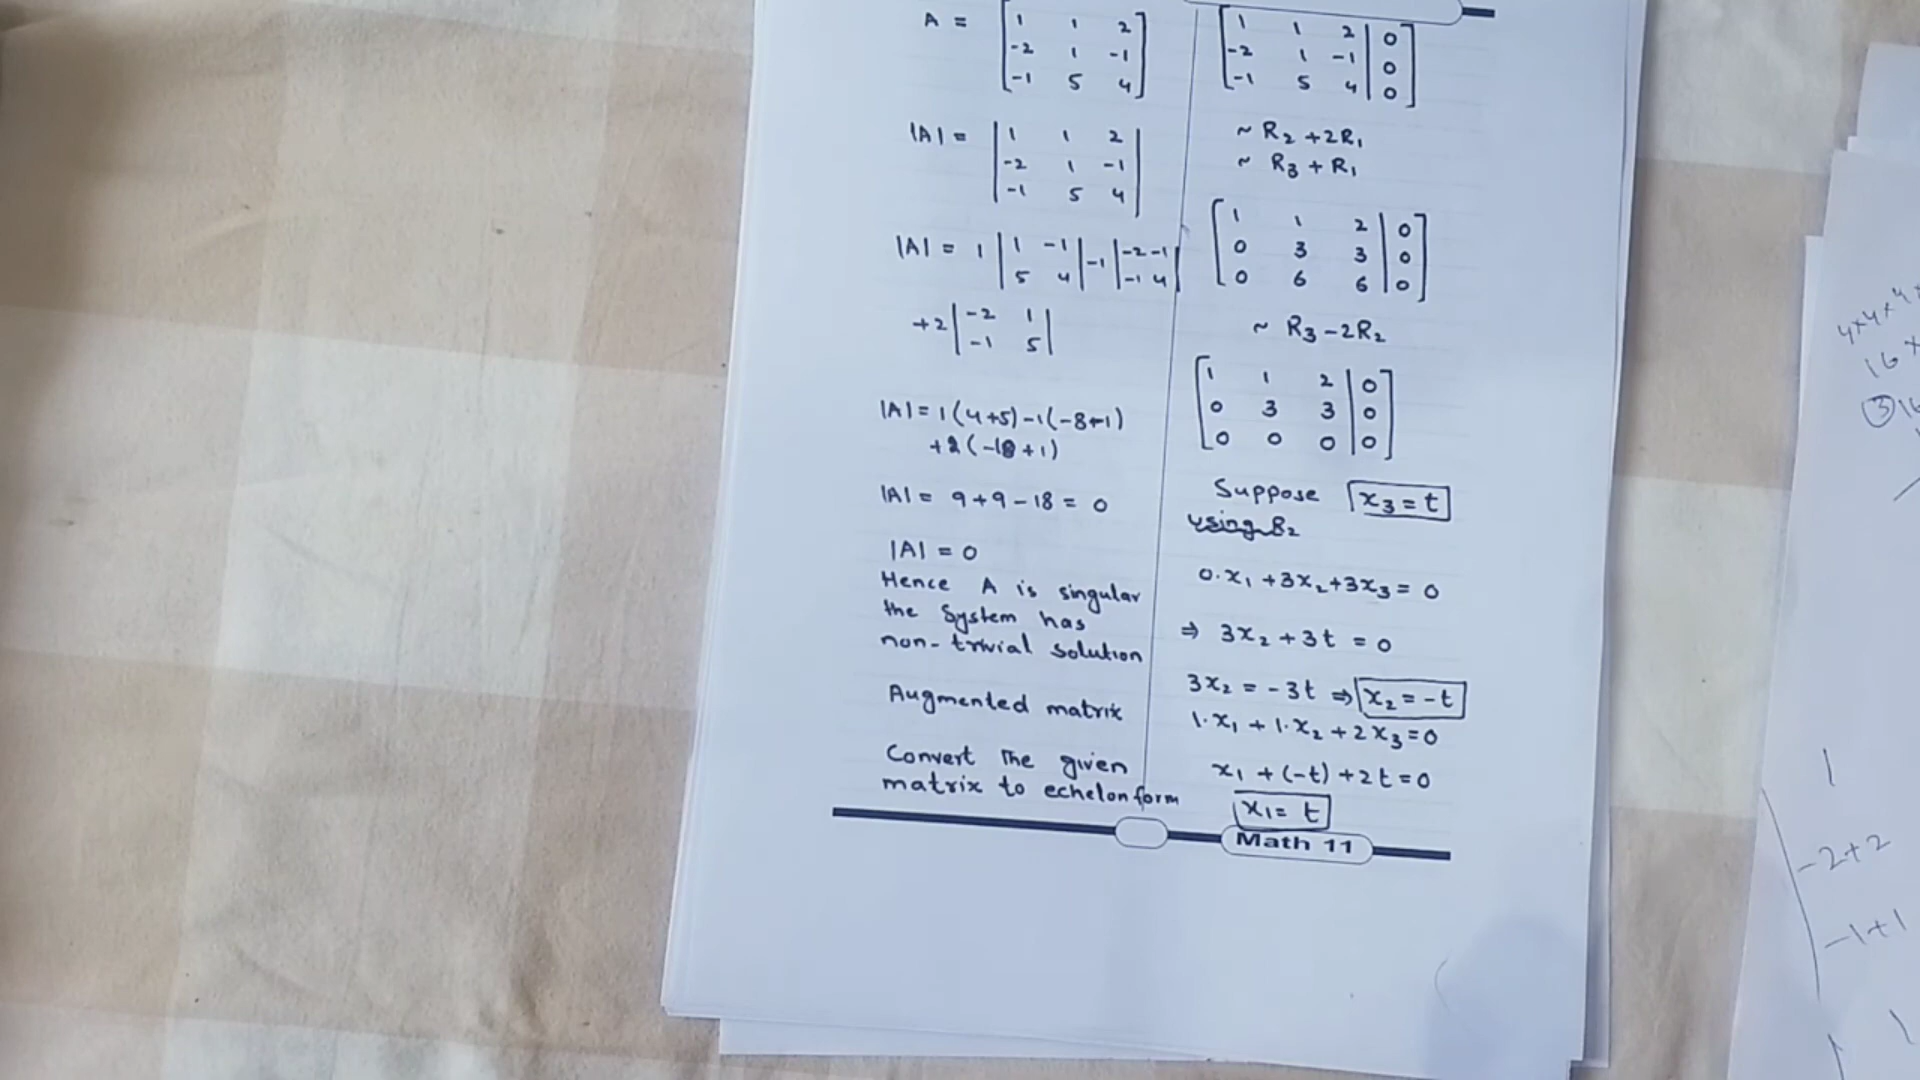 A = [1 1 2
-2 1 -1
-1 5 4]
|A| = |1 1 2
-2 1 -1
-1 5 4|
|A| = 1 |1 -1 -1 |-2 -1
5 4| -1 4|
+2 |-2 1
-1 5|
|A| = 1(4+5)-1(-8-1)
+2(-10+1)
|A| = 9+9-18 = 0
|A| = 0
Hence A is singular
the System has
non-trivial solution
Augmented matrix
Convert The given
matrix to echelon form
[1 1 2 | 0
-2 1 -1 | 0
-1 5 4 | 0]
~ R₂ +2R₁
~ R₃ + R₁
[1 1 2 | 0
0 3 3 | 0
0 6 6 | 0]
~ R₃ -2R₂
[1 1 2 | 0
0 3 3 | 0
0 0 0 | 0]
Suppose x₃ = t
using R₂
0.x₁ +3x₂+3x₃ = 0
⇒ 3x₂ +3t = 0
3x₂ = -3t ⇒ x₂ = -t
1.x₁ + 1.x₂ +2x₃=0
x₁ + (-t) +2t=0
x₁= t
Math 11
4×4×4
16×
1
-2+2
-1+1